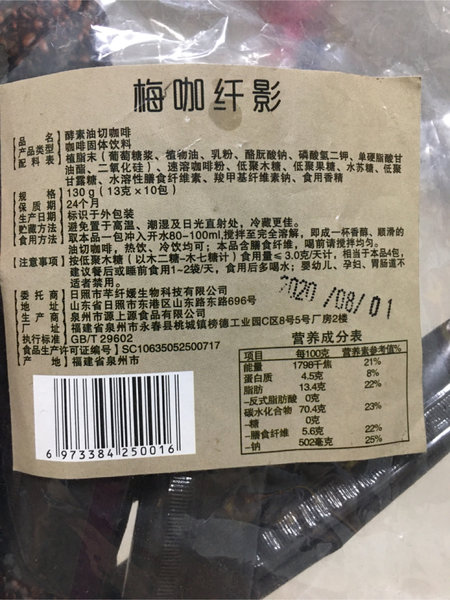 梅咖纤影
【品名】酵素油切咖啡
【产品类型】咖啡固体饮料
【配料表】植脂末（葡萄糖浆、植物油、乳粉、酪朊酸钠、磷酸氢二钾、单硬脂酸甘
油酯、二氧化硅）、速溶咖啡粉、低聚木糖、低聚果糖、水苏糖、低聚
甘露糖、水溶性膳食纤维素、羧甲基纤维素钠、食用香精
【规格】130g（13克×10包）
【保质期】24个月
【生产日期】标识于外包装
【贮藏方法】避免置于高温、潮湿及日光直射处，冷藏更佳。
【食用方法】取本品一包冲入开水80-100ml,搅拌至完全溶解，即成一杯香醇、顺滑的
油切咖啡，热饮、冷饮均可；本品含膳食纤维，喝前请搅拌均匀。
【注意事项】按低聚木糖（以木二糖-木七糖计）食用量≤3.0克/天计，相当于本品4包，
建议餐后或睡前食用1~2袋/天，食用后多喝水；婴幼儿、孕妇、胃肠道不
适者禁用。
2020/08/01
【委托商】日照市芊纤媛生物科技有限公司
【地址】山东省日照市东港区山东路东路696号
【生产商】泉州市源上源食品有限公司
【厂址】福建省泉州市永春县桃城镇榜德工业园C区8号5号厂房2楼
【执行标准】GB/T 29602
【食品生产许可证编号】SC10635052500717
【产地】福建省泉州市
营养成分表
项目 每100克 营养素参考值%
能量 1798千焦 21%
蛋白质 4.5克 8%
脂肪 13.4克 22%
-反式脂肪酸 0克
碳水化合物 70.4克 23%
-糖 0克
-膳食纤维 5.6克 22%
-钠 502毫克 25%
6 973384 250016